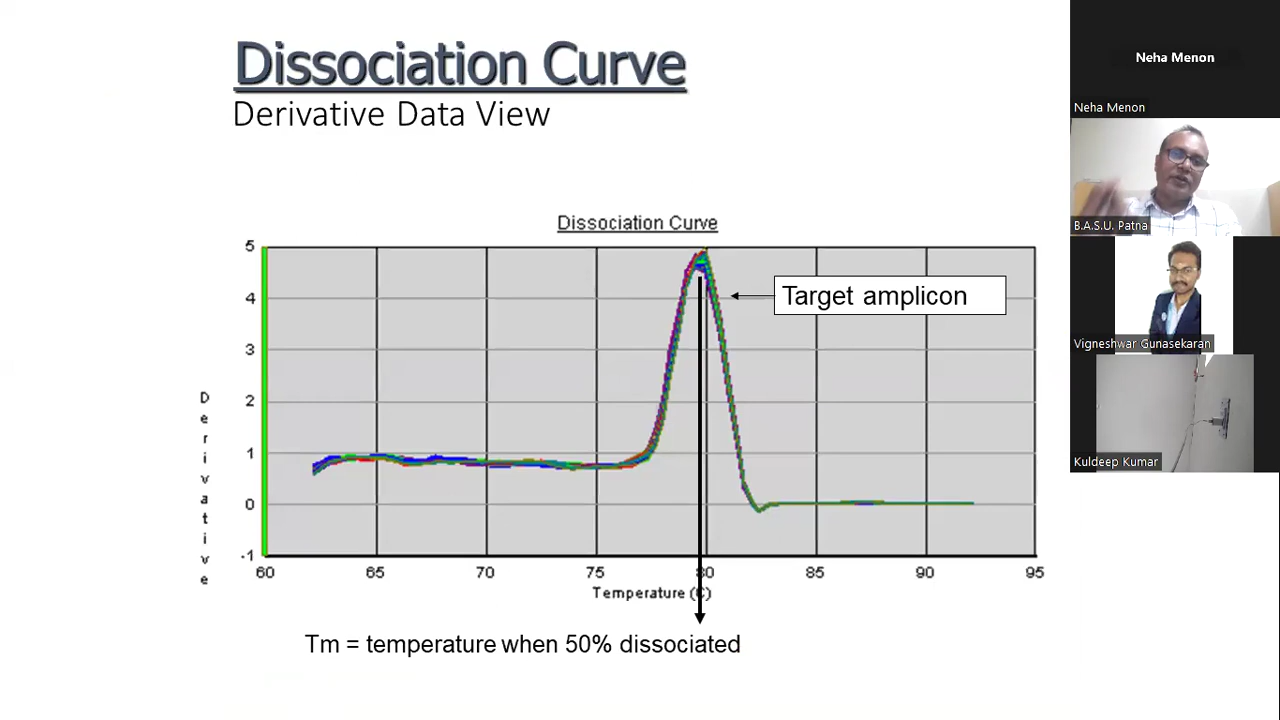 Dissociation Curve
Derivative Data View
Dissociation Curve
5
4
3
2
1
0
-1
Derivative
60 65 70 75 80 85 90 95
Temperature (C)
Target amplicon
Tm = temperature when 50% dissociated
Neha Menon
Neha Menon
B.A.S.U. Patna
Vigneshwar Gunasekaran
Kuldeep Kumar